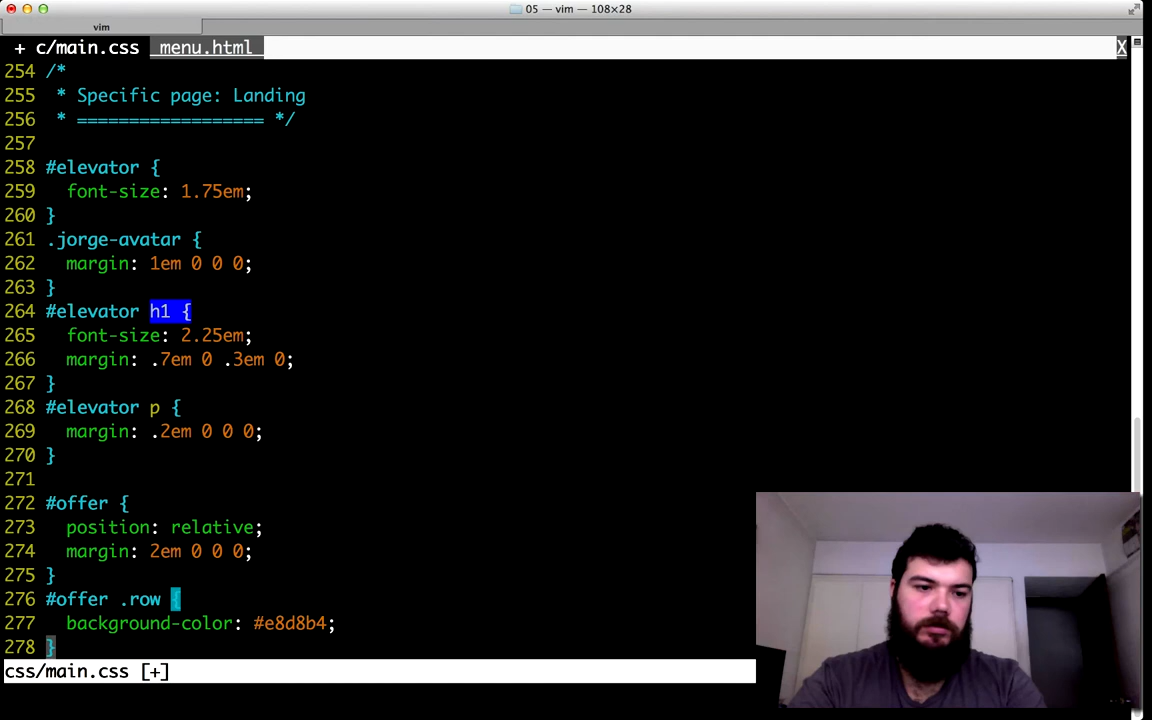 05 — vim — 108×28
vim
+ c/main.css  menu.html  X
254 /*
255  * Specific page: Landing
256  * ================== */
257
258 #elevator {
259   font-size: 1.75em;
260 }
261 .jorge-avatar {
262   margin: 1em 0 0 0;
263 }
264 #elevator h1 {
265   font-size: 2.25em;
266   margin: .7em 0 .3em 0;
267 }
268 #elevator p {
269   margin: .2em 0 0 0;
270 }
271
272 #offer {
273   position: relative;
274   margin: 2em 0 0 0;
275 }
276 #offer .row {
277   background-color: #e8d8b4;
278 }
css/main.css [+]